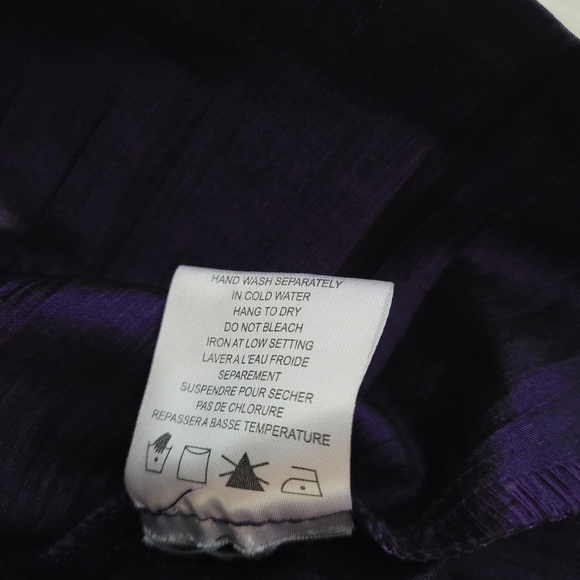 HAND WASH SEPARATELY
IN COLD WATER
HANG TO DRY
DO NOT BLEACH
IRON AT LOW SETTING
LAVER A L'EAU FROIDE
SEPAREMENT
SUSPENDRE POUR SECHER
PAS DE CHLORURE
REPASSER A BASSE TEMPERATURE